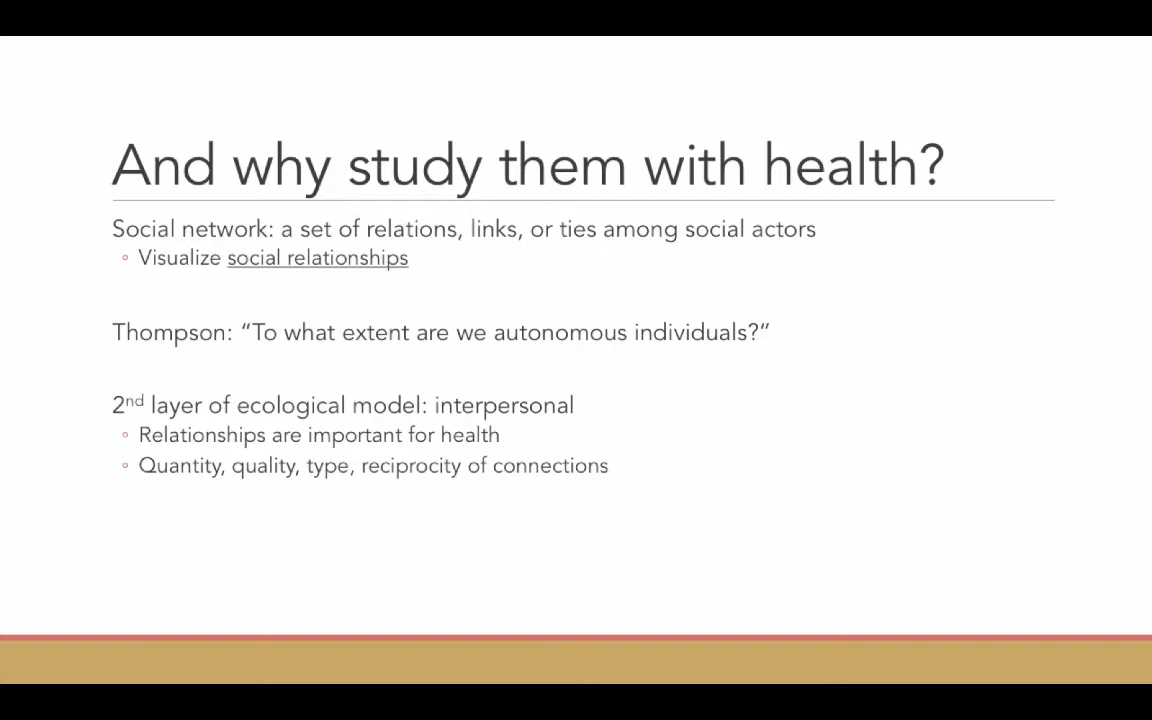 And why study them with health?
Social network: a set of relations, links, or ties among social actors
◦ Visualize social relationships
Thompson: “To what extent are we autonomous individuals?”
2nd layer of ecological model: interpersonal
◦ Relationships are important for health
◦ Quantity, quality, type, reciprocity of connections